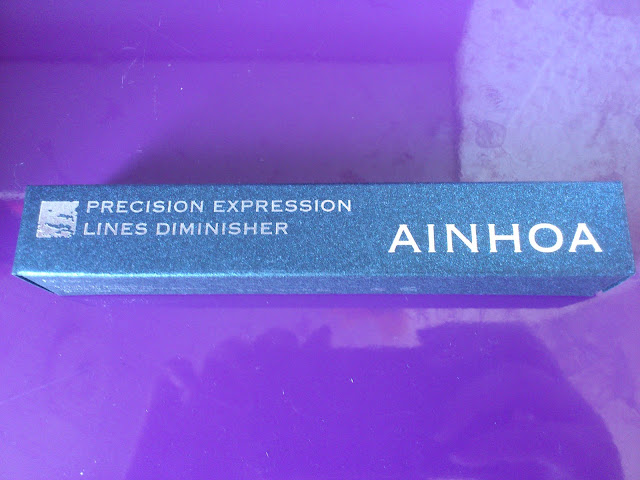 PRECISION EXPRESSION
LINES DIMINISHER
AINHOA